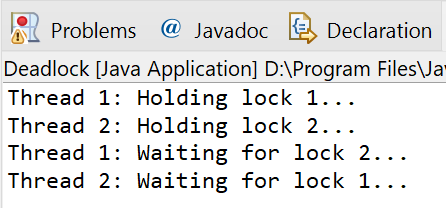 Problems @ Javadoc Declaration
Deadlock [Java Application] D:\Program Files\Jav
Thread 1: Holding lock 1...
Thread 2: Holding lock 2...
Thread 1: Waiting for lock 2...
Thread 2: Waiting for lock 1...